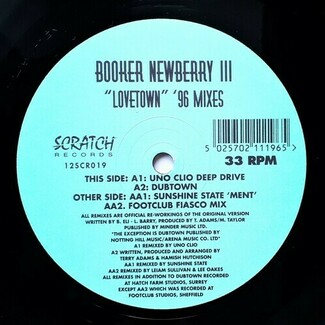 BOOKER NEWBERRY III
"LOVETOWN" '96 MIXES
SCRATCH
RECORDS
12SCR019
5 025702 111965 >
33 RPM
THIS SIDE: A1: UNO CLIO DEEP DRIVE
A2: DUBTOWN
OTHER SIDE: AA1: SUNSHINE STATE 'MENT'
AA2. FOOTCLUB FIASCO MIX
ALL REMIXES ARE OFFICIAL RE-WORKINGS OF THE ORIGINAL VERSION
WRITTEN BY B. ELI - L. BARRY, PRODUCED BY T. ADAMS/M. TAYLOR
PUBLISHED BY MINDER MUSIC LTD.
'THE EXCEPTION IS DUBTOWN PUBLISHED BY
NOTTING HILL MUSIC/ARENA MUSIC CO. LTD"
A1 REMIXED BY UNO CLIO
A2 WRITTEN, PRODUCED AND ARRANGED BY
TERRY ADAMS & HAMISH HUTCHISON
AA1 REMIXED BY SUNSHINE STATE
AA2 REMIXED BY LEIAM SULLIVAN & LEE OAKES
ALL REMIXES IN ADDITION TO DUBTOWN RECORDED
AT HATCH FARM STUDIOS, SURREY
EXCEPT AA2 WHICH WAS RECORDED AT
FOOTCLUB STUDIOS, SHEFFIELD